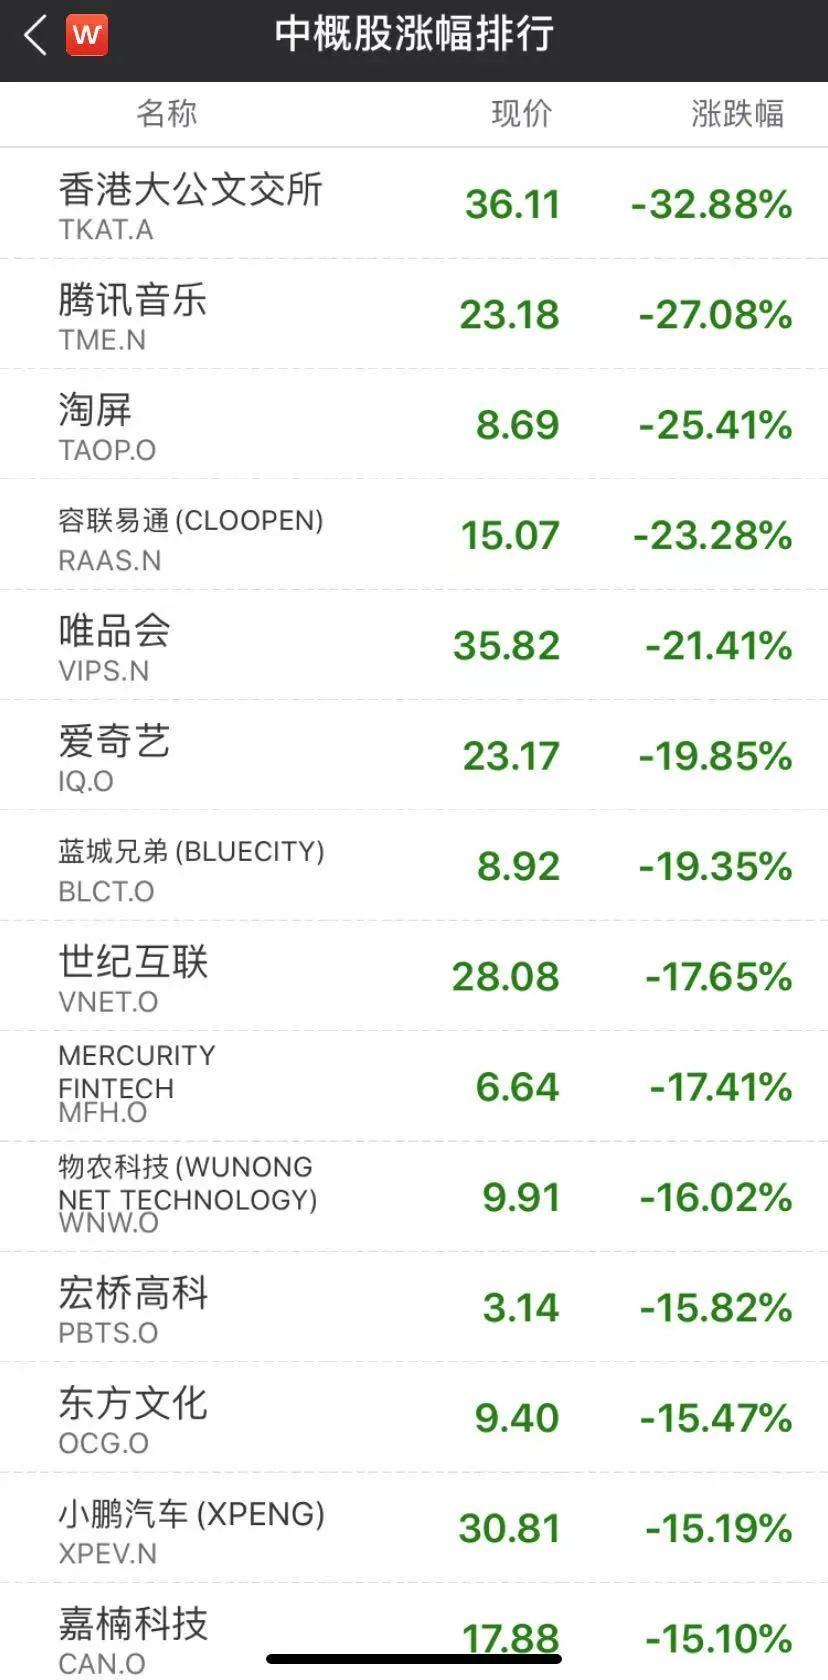 W
中概股涨幅排行
名称 现价 涨跌幅
香港大公文交所
36.11 -32.88%
TKAT.A
腾讯音乐
23.18 -27.08%
TME.N
淘屏
8.69 -25.41%
TAOP.O
容联易通(CLOOPEN)
15.07 -23.28%
RAAS.N
唯品会
35.82 -21.41%
VIPS.N
爱奇艺
23.17 -19.85%
IQ.O
蓝城兄弟(BLUECITY)
8.92 -19.35%
BLCT.O
世纪互联
28.08 -17.65%
VNET.O
MERCURITY
FINTECH
6.64 -17.41%
MFH.O
物农科技(WUNONG
NET TECHNOLOGY)
9.91 -16.02%
WNW.O
宏桥高科
3.14 -15.82%
PBTS.O
东方文化
9.40 -15.47%
OCG.O
小鹏汽车(XPENG)
30.81 -15.19%
XPEV.N
嘉楠科技
17.88 -15.10%
CAN.O